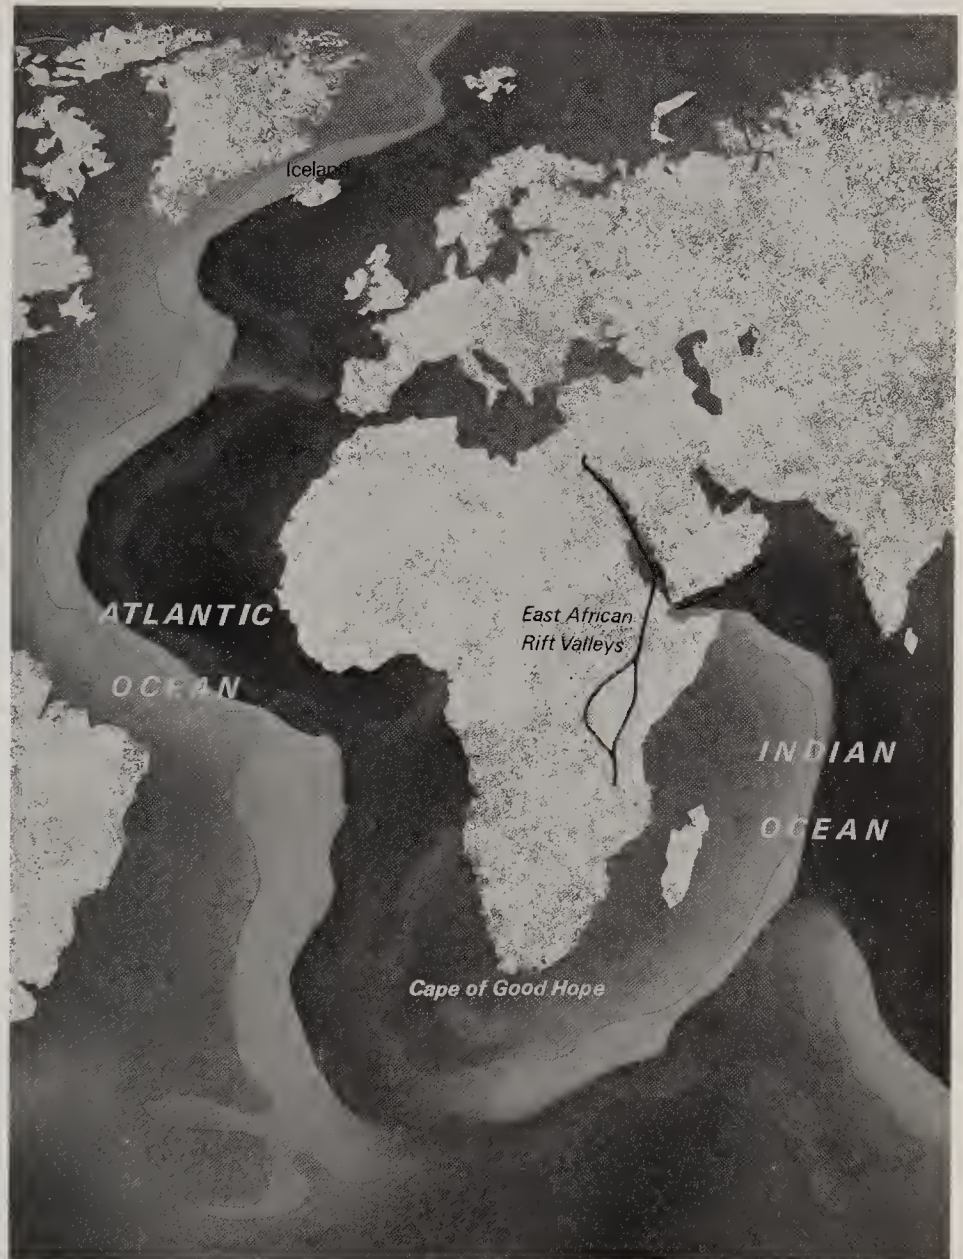 Iceland
East African
Rift Valleys
ATLANTIC
OCEAN
INDIAN
OCEAN
Cape of Good Hope